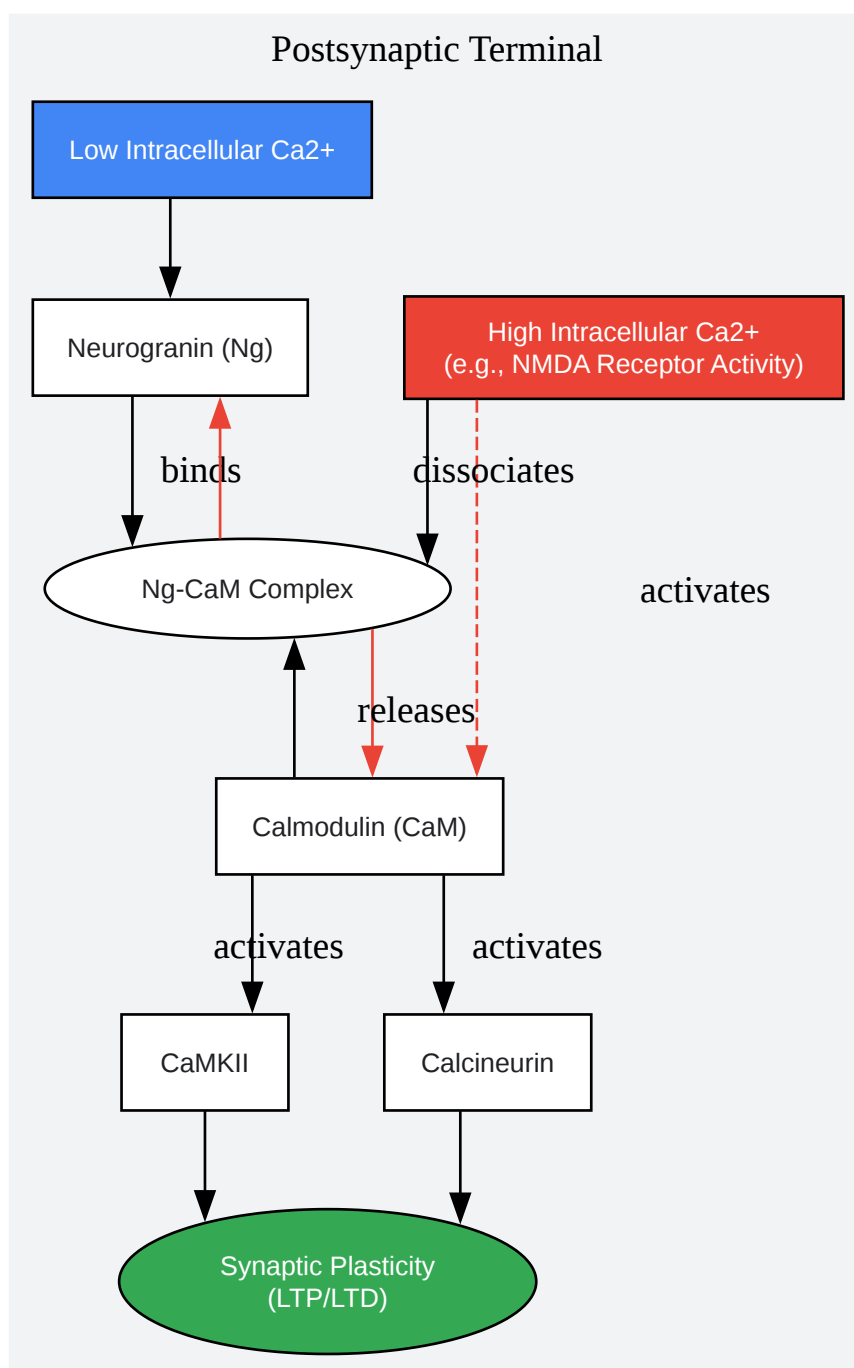 Postsynaptic Terminal
Low Intracellular Ca2+
Neurogranin (Ng)
High Intracellular Ca2+
(e.g., NMDA Receptor Activity)
binds
dissociates
Ng-CaM Complex
activates
releases
Calmodulin (CaM)
activates
activates
CaMKII
Calcineurin
Synaptic Plasticity
(LTP/LTD)